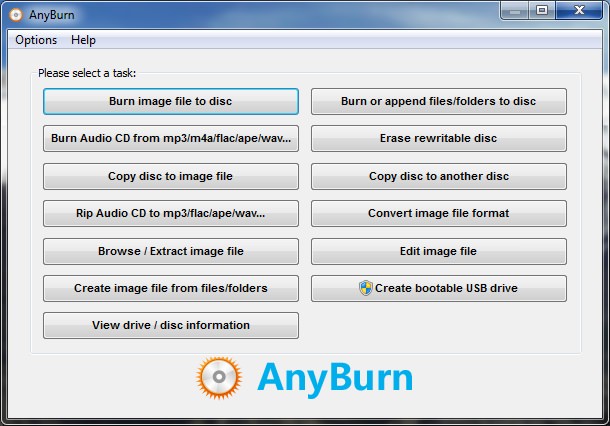 AnyBurn
Options Help
Please select a task:
Burn image file to disc
Burn or append files/folders to disc
Burn Audio CD from mp3/m4a/flac/ape/wav...
Erase rewritable disc
Copy disc to image file
Copy disc to another disc
Rip Audio CD to mp3/flac/ape/wav...
Convert image file format
Browse / Extract image file
Edit image file
Create image file from files/folders
Create bootable USB drive
View drive / disc information
AnyBurn